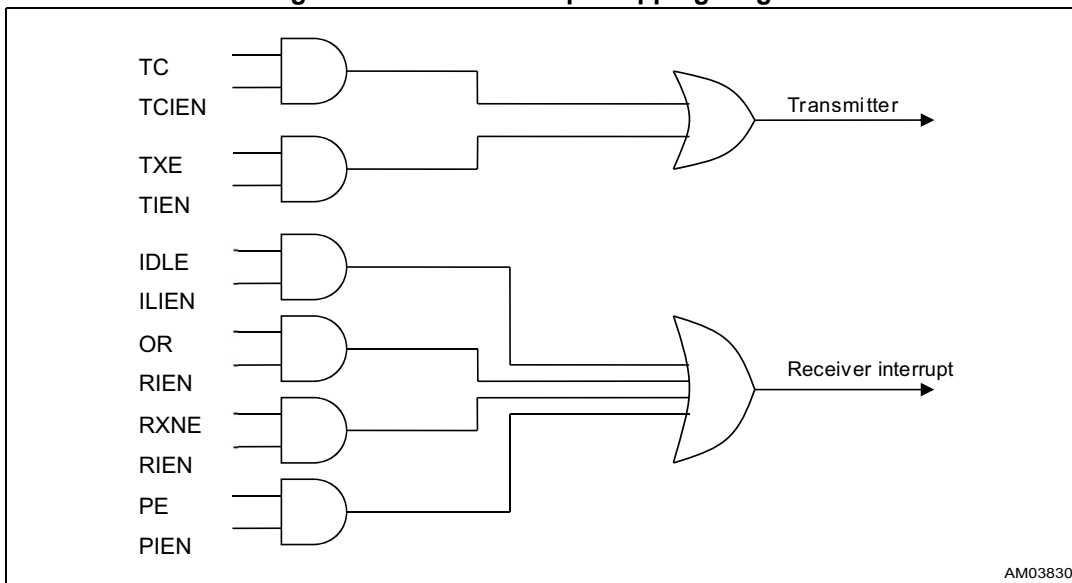 TC
TCIEN
Transmitter
TXE
TIEN
IDLE
ILIEN
OR
RIEN
Receiver interrupt
RXNE
RIEN
PE
PIEN
AM03830